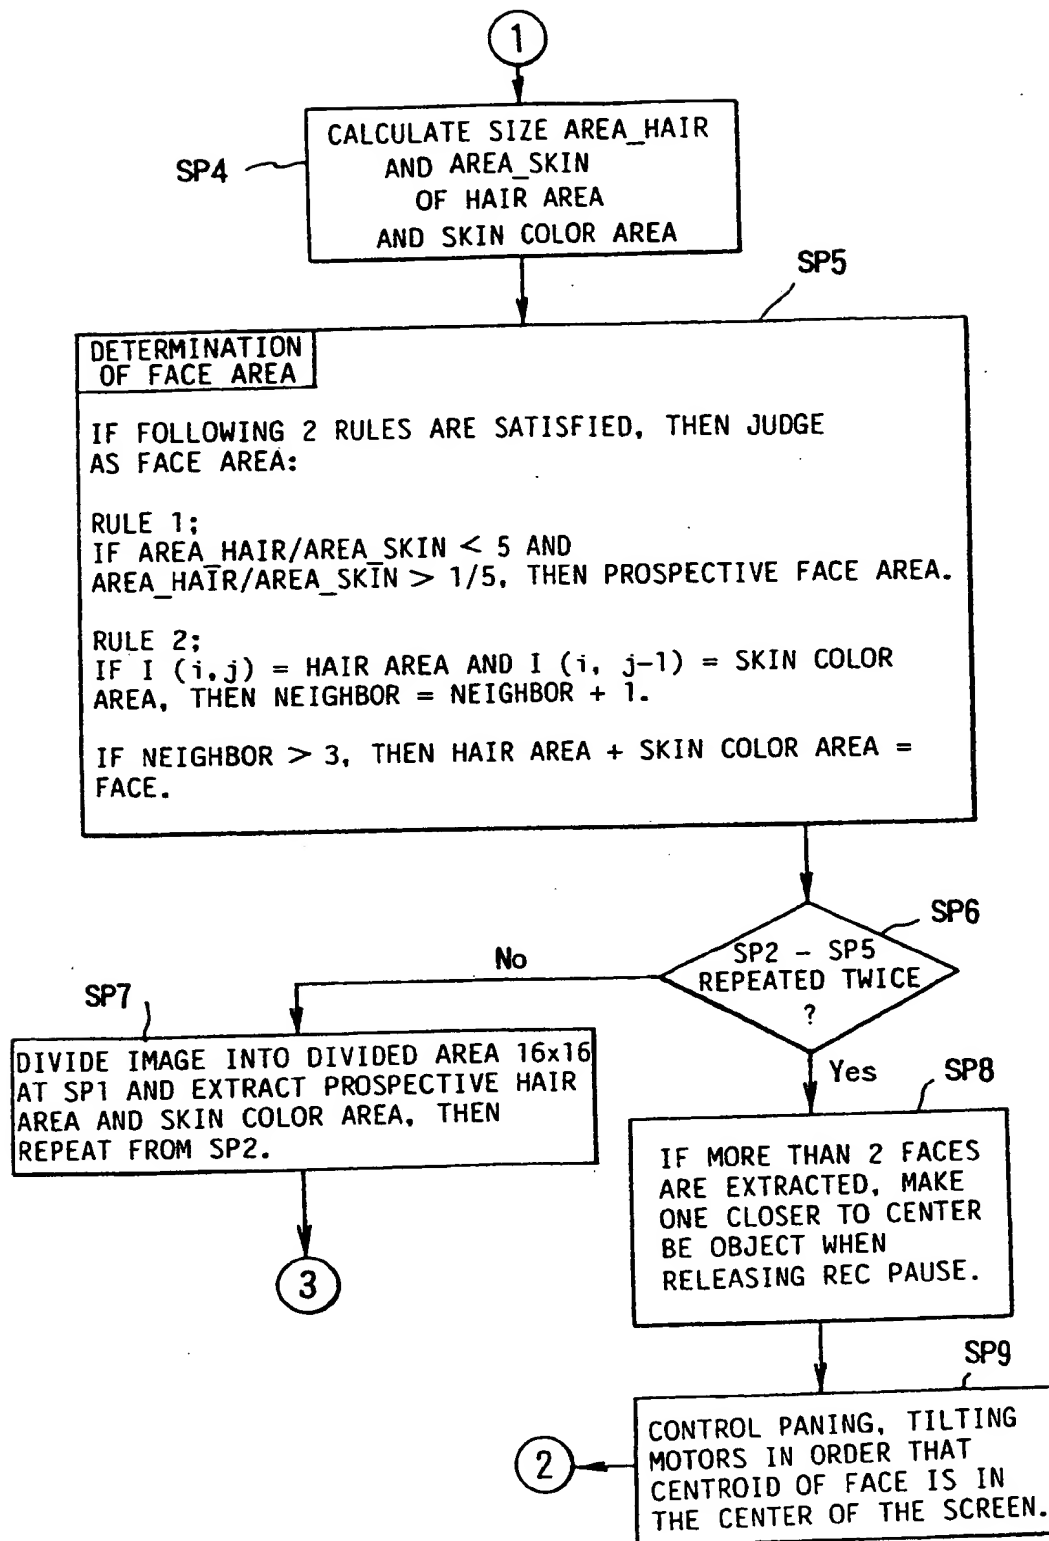 1
CALCULATE SIZE AREA_HAIR
AND AREA_SKIN
OF HAIR AREA
AND SKIN COLOR AREA
SP4
SP5
DETERMINATION
OF FACE AREA
IF FOLLOWING 2 RULES ARE SATISFIED, THEN JUDGE
AS FACE AREA:
RULE 1;
IF AREA_HAIR/AREA_SKIN < 5 AND
AREA_HAIR/AREA_SKIN > 1/5, THEN PROSPECTIVE FACE AREA.
RULE 2;
IF I (i,j) = HAIR AREA AND I (i, j-1) = SKIN COLOR
AREA, THEN NEIGHBOR = NEIGHBOR + 1.
IF NEIGHBOR > 3, THEN HAIR AREA + SKIN COLOR AREA =
FACE.
SP6
SP2 - SP5
REPEATED TWICE
?
No
Yes
SP7
DIVIDE IMAGE INTO DIVIDED AREA 16x16
AT SP1 AND EXTRACT PROSPECTIVE HAIR
AREA AND SKIN COLOR AREA, THEN
REPEAT FROM SP2.
3
SP8
IF MORE THAN 2 FACES
ARE EXTRACTED, MAKE
ONE CLOSER TO CENTER
BE OBJECT WHEN
RELEASING REC PAUSE.
SP9
CONTROL PANING, TILTING
MOTORS IN ORDER THAT
CENTROID OF FACE IS IN
THE CENTER OF THE SCREEN.
2